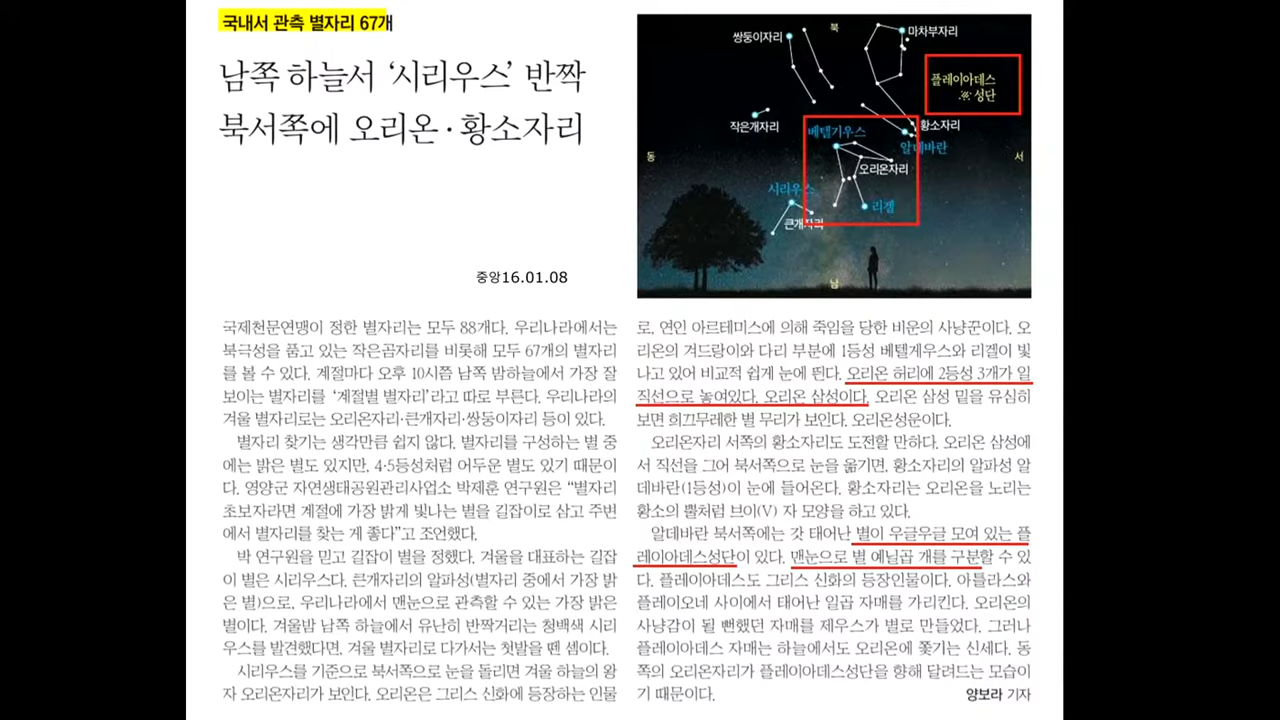 국내서 관측 별자리 67개
남쪽 하늘서 ‘시리우스’ 반짝
북서쪽에 오리온·황소자리
중앙16.01.08
북
쌍둥이자리
마차부자리
플레이아데스
성단
작은개자리
황소자리
베텔기우스
알데바란
동
서
오리온자리
시리우스
리겔
큰개자리
남
국제천문연맹이 정한 별자리는 모두 88개다. 우리나라에서는
북극성을 품고 있는 작은곰자리를 비롯해 모두 67개의 별자리
를 볼 수 있다. 계절마다 오후 10시쯤 남쪽 밤하늘에서 가장 잘
보이는 별자리를 ‘계절별 별자리’라고 따로 부른다. 우리나라의
겨울 별자리로는 오리온자리·큰개자리·쌍둥이자리 등이 있다.
별자리 찾기는 생각만큼 쉽지 않다. 별자리를 구성하는 별 중
에는 밝은 별도 있지만, 4·5등성처럼 어두운 별도 있기 때문이
다. 영양군 자연생태공원관리사업소 박제훈 연구원은 “별자리
초보자라면 계절에 가장 밝게 빛나는 별을 길잡이로 삼고 주변
에서 별자리를 찾는 게 좋다”고 조언했다.
박 연구원을 믿고 길잡이 별을 정했다. 겨울을 대표하는 길잡
이 별은 시리우스다. 큰개자리의 알파성(별자리 중에서 가장 밝
은 별)으로, 우리나라에서 맨눈으로 관측할 수 있는 가장 밝은
별이다. 겨울밤 남쪽 하늘에서 유난히 반짝거리는 청백색 시리
우스를 발견했다면, 겨울 별자리로 다가서는 첫발을 뗀 셈이다.
시리우스를 기준으로 북서쪽으로 눈을 돌리면 겨울 하늘의 왕
자 오리온자리가 보인다. 오리온은 그리스 신화에 등장하는 인물
로, 연인 아르테미스에 의해 죽임을 당한 비운의 사냥꾼이다. 오
리온의 겨드랑이와 다리 부분에 1등성 베텔게우스와 리겔이 빛
나고 있어 비교적 쉽게 눈에 띈다. 오리온 허리에 2등성 3개가 일
직선으로 놓여있다. 오리온 삼성이다. 오리온 삼성 밑을 유심히
보면 희끄무레한 별 무리가 보인다. 오리온성운이다.
오리온자리 서쪽의 황소자리도 도전할 만하다. 오리온 삼성에
서 직선을 그어 북서쪽으로 눈을 옮기면, 황소자리의 알파성 알
데바란(1등성)이 눈에 들어온다. 황소자리는 오리온을 노리는
황소의 뿔처럼 브이(V) 자 모양을 하고 있다.
알데바란 북서쪽에는 갓 태어난 별이 우글우글 모여 있는 플
레이아데스성단이 있다. 맨눈으로 별 예닐곱 개를 구분할 수 있
다. 플레이아데스도 그리스 신화의 등장인물이다. 아틀라스와
플레이오네 사이에서 태어난 일곱 자매를 가리킨다. 오리온의
사냥감이 될 뻔했던 자매를 제우스가 별로 만들었다. 그러나
플레이아데스 자매는 하늘에서도 오리온에 쫓기는 신세다. 동
쪽의 오리온자리가 플레이아데스성단을 향해 달려드는 모습이
기 때문이다.
양보라 기자